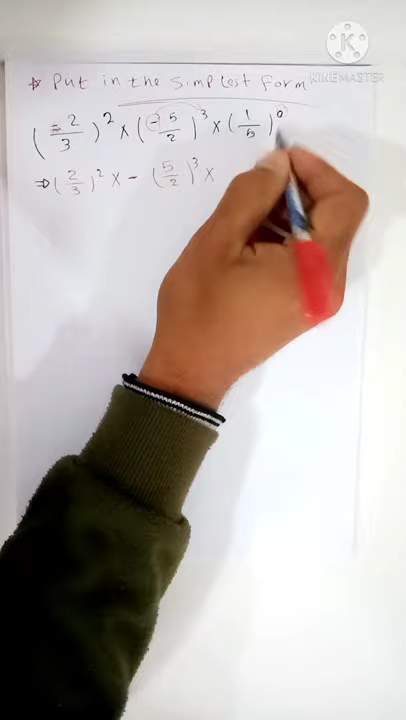 KINEMASTER
* Put in the simplest form
(-2/3)² × (-5/2)³ × (1/5)⁰
⇒ (2/3)² × - (5/2)³ ×